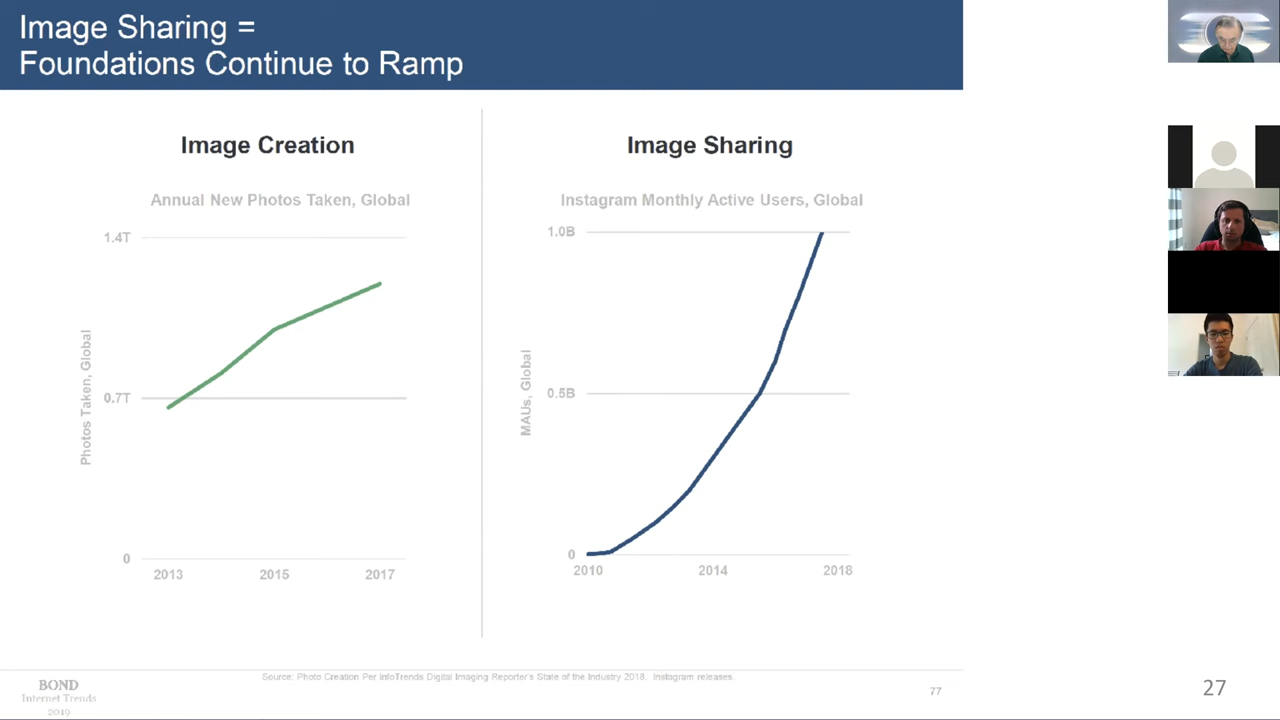 Image Sharing =
Foundations Continue to Ramp
Image Creation
Annual New Photos Taken, Global
1.4T
0.7T
0
Photos Taken, Global
2013 2015 2017
Image Sharing
Instagram Monthly Active Users, Global
1.0B
0.5B
0
MAUs, Global
2010 2014 2018
BOND
Internet Trends
2019
Source: Photo Creation Per InfoTrends Digital Imaging Reporter's State of the Industry 2018. Instagram releases.
77
27